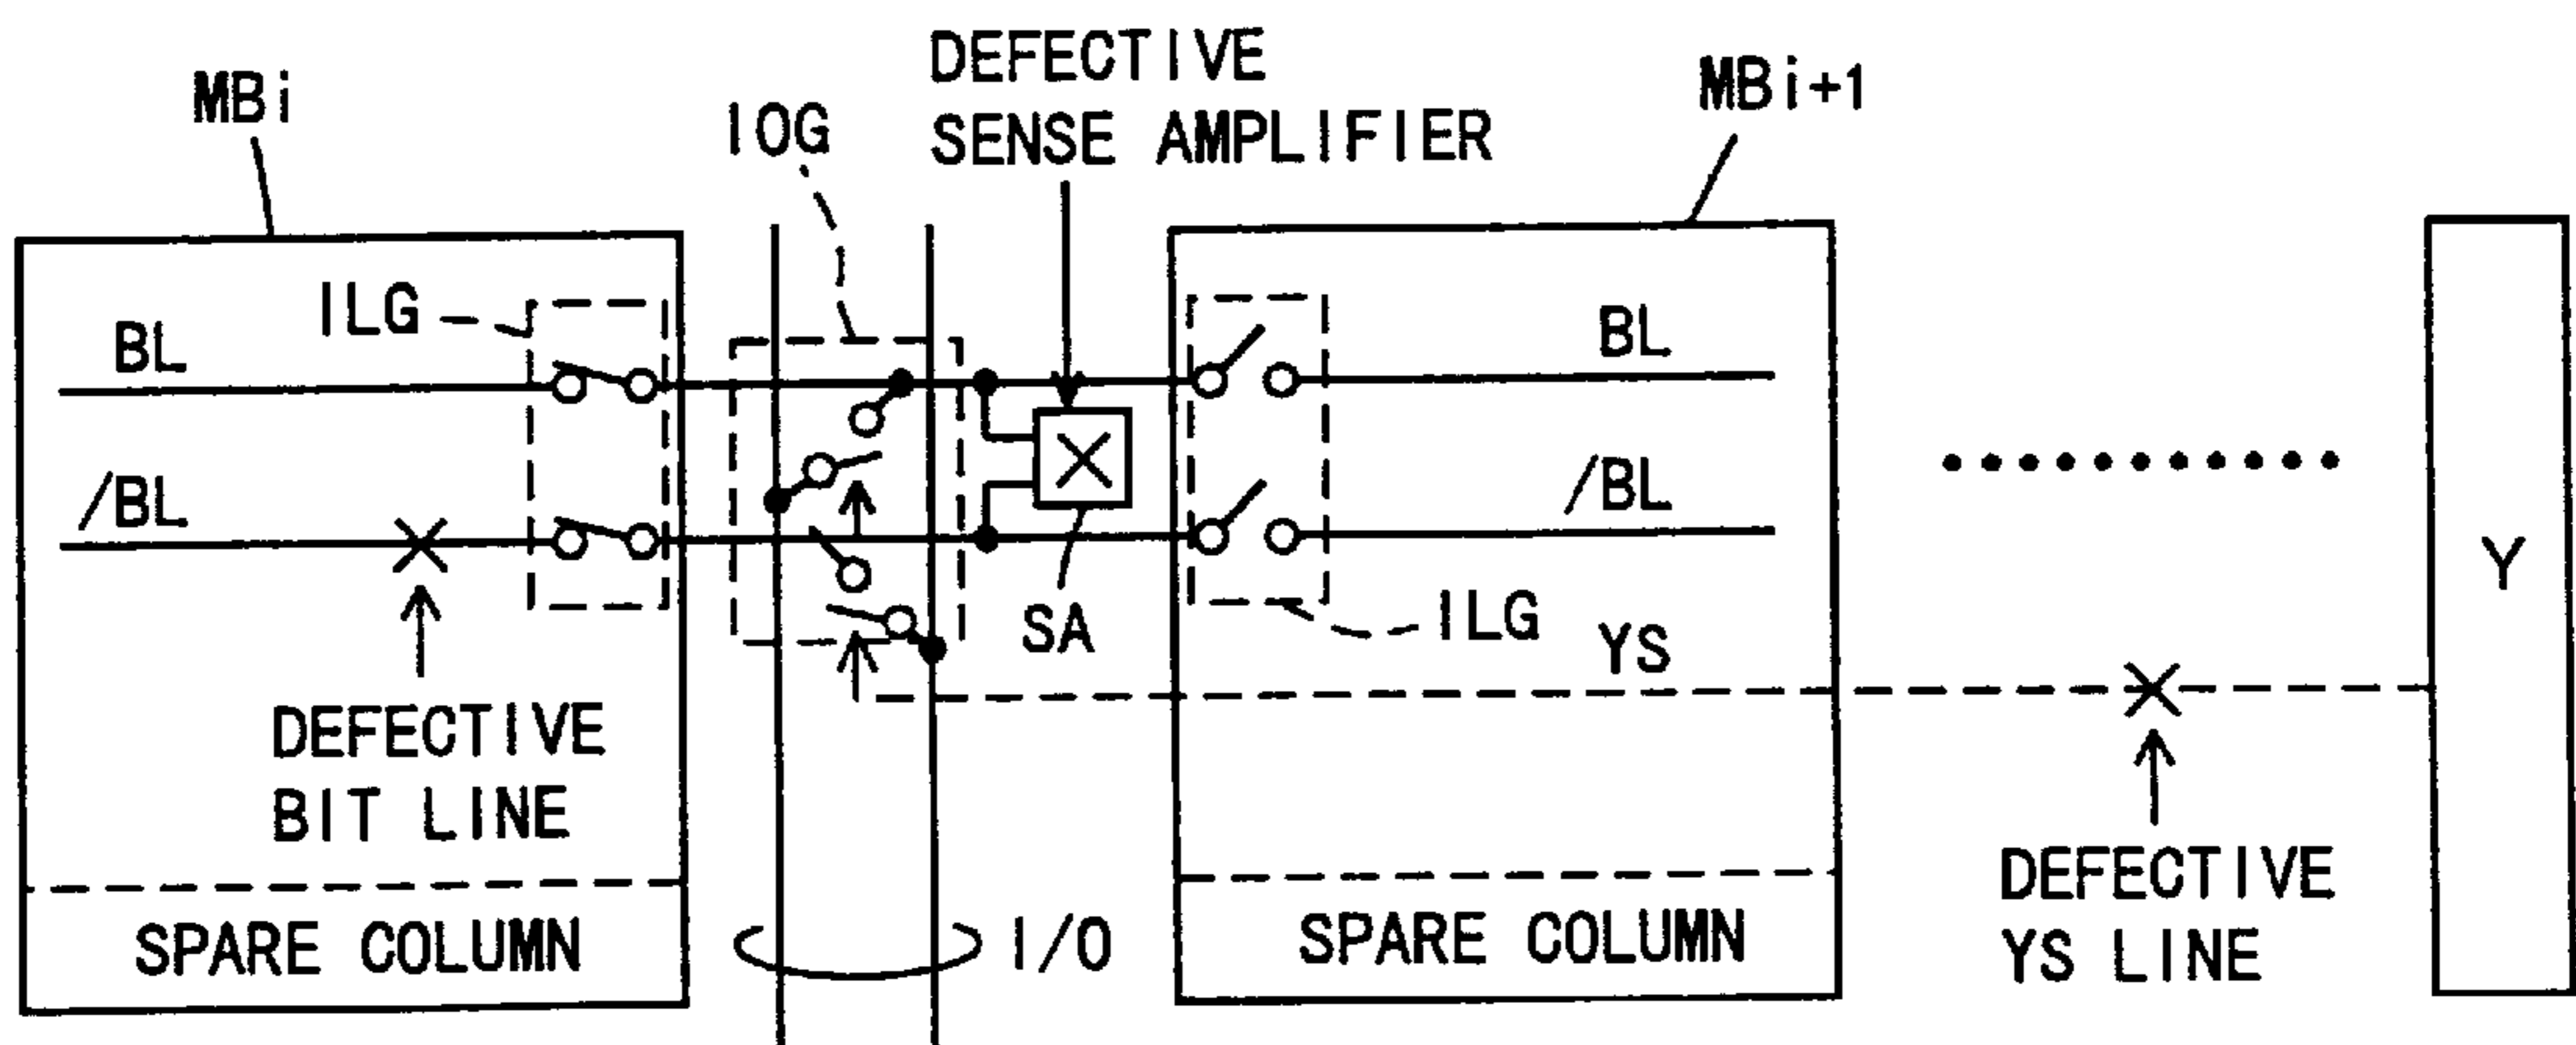 DEFECTIVE
SENSE AMPLIFIER
MBi
IOG
MBi+1
ILG
BL
BL
/BL
/BL
Y
SA
ILG
YS
DEFECTIVE
BIT LINE
DEFECTIVE
YS LINE
SPARE COLUMN
I/O
SPARE COLUMN